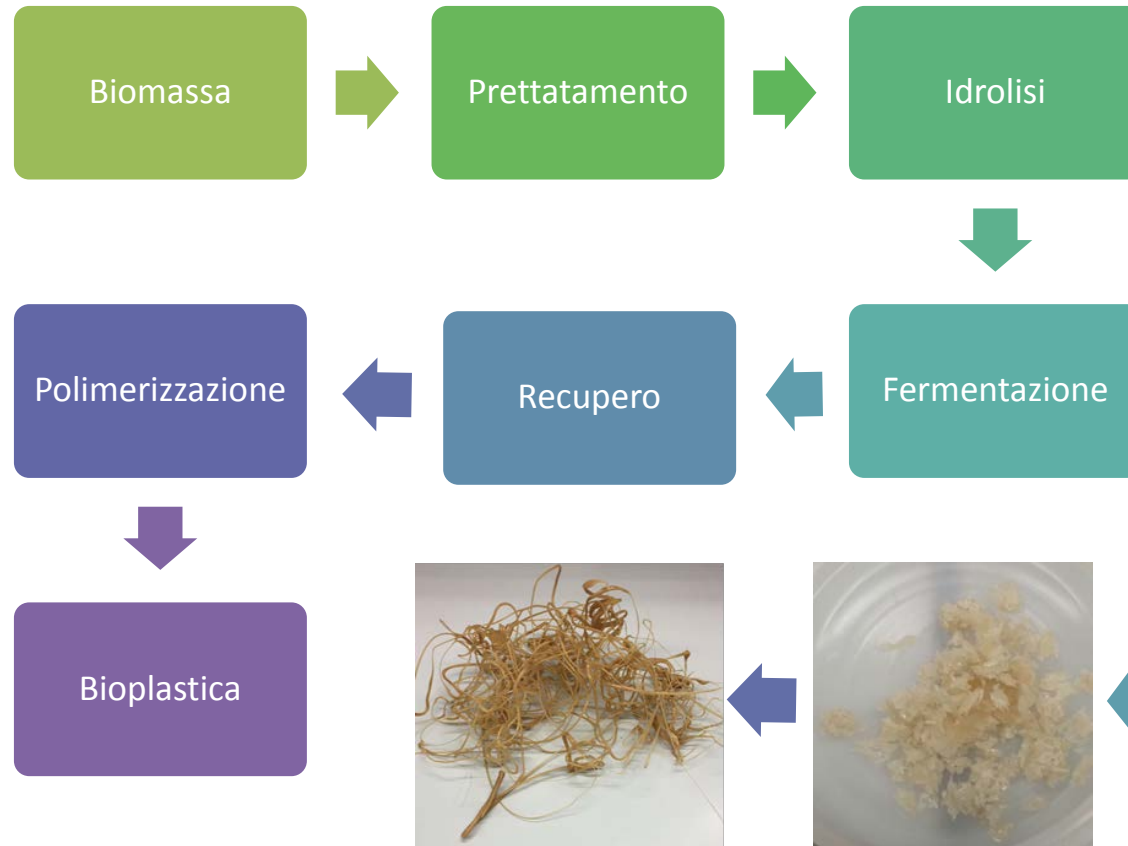 Biomassa
Prettatamento
Idrolisi
Polimerizzazione
Recupero
Fermentazione
Bioplastica